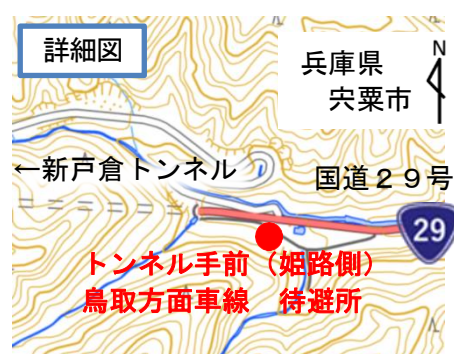 詳細図
兵庫県
宍粟市
N
←新戸倉トンネル
国道２９号
29
トンネル手前（姫路側）
鳥取方面車線　待避所